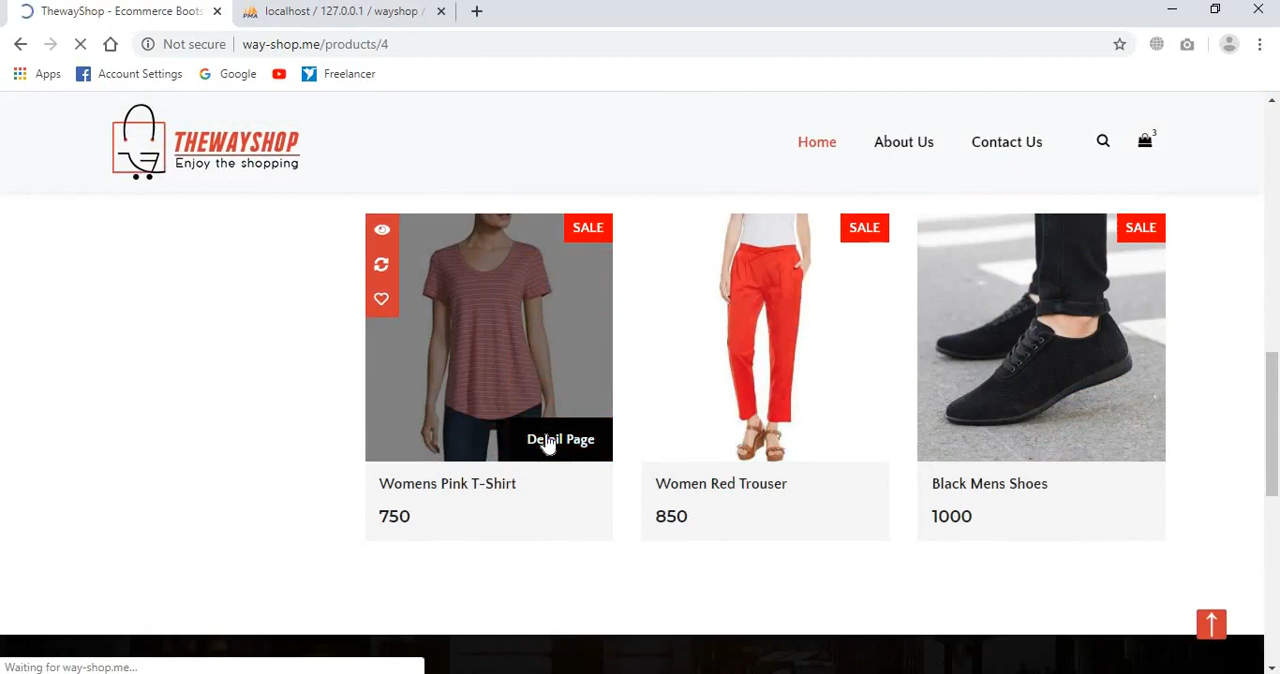 ThewayShop - Ecommerce Boots
localhost / 127.0.0.1 / wayshop /
Not secure
way-shop.me/products/4
Apps
Account Settings
Google
Freelancer
THEWAYSHOP
Enjoy the shopping
Home
About Us
Contact Us
3
SALE
SALE
SALE
Detail Page
Womens Pink T-Shirt
Women Red Trouser
Black Mens Shoes
750
850
1000
Waiting for way-shop.me...